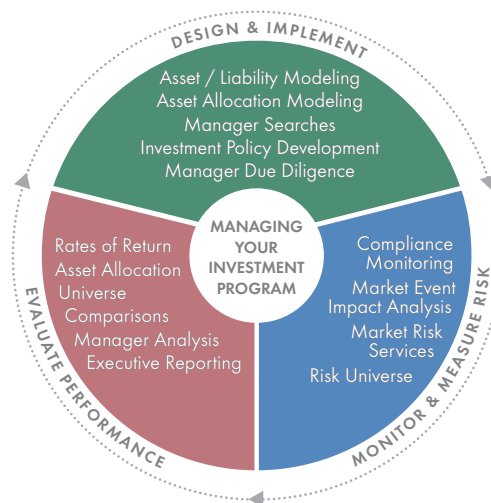 DESIGN & IMPLEMENT
Asset / Liability Modeling
Asset Allocation Modeling
Manager Searches
Investment Policy Development
Manager Due Diligence
MANAGING
YOUR
INVESTMENT
PROGRAM
Rates of Return
Asset Allocation
Universe
Comparisons
Manager Analysis
Executive Reporting
Compliance
Monitoring
Market Event
Impact Analysis
Market Risk
Services
Risk Universe
EVALUATE PERFORMANCE
MONITOR & MEASURE RISK